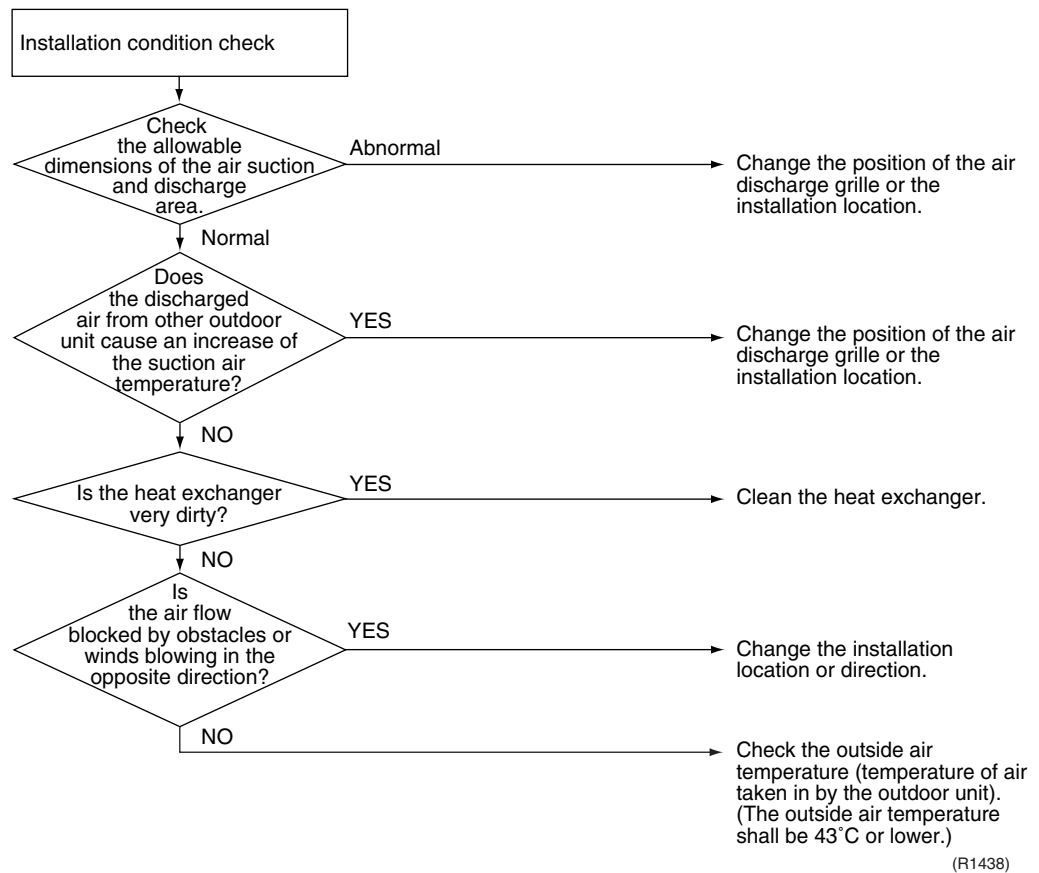 Installation condition check
Check
the allowable
dimensions of the air suction
and discharge
area.
Abnormal
Change the position of the air
discharge grille or the
installation location.
Normal
Does
the discharged
air from other outdoor
unit cause an increase of
the suction air
temperature?
YES
Change the position of the air
discharge grille or the
installation location.
NO
Is the heat exchanger
very dirty?
YES
Clean the heat exchanger.
NO
Is
the air flow
blocked by obstacles or
winds blowing in the
opposite direction?
YES
Change the installation
location or direction.
NO
Check the outside air
temperature (temperature of air
taken in by the outdoor unit).
(The outside air temperature
shall be 43˚C or lower.)
(R1438)